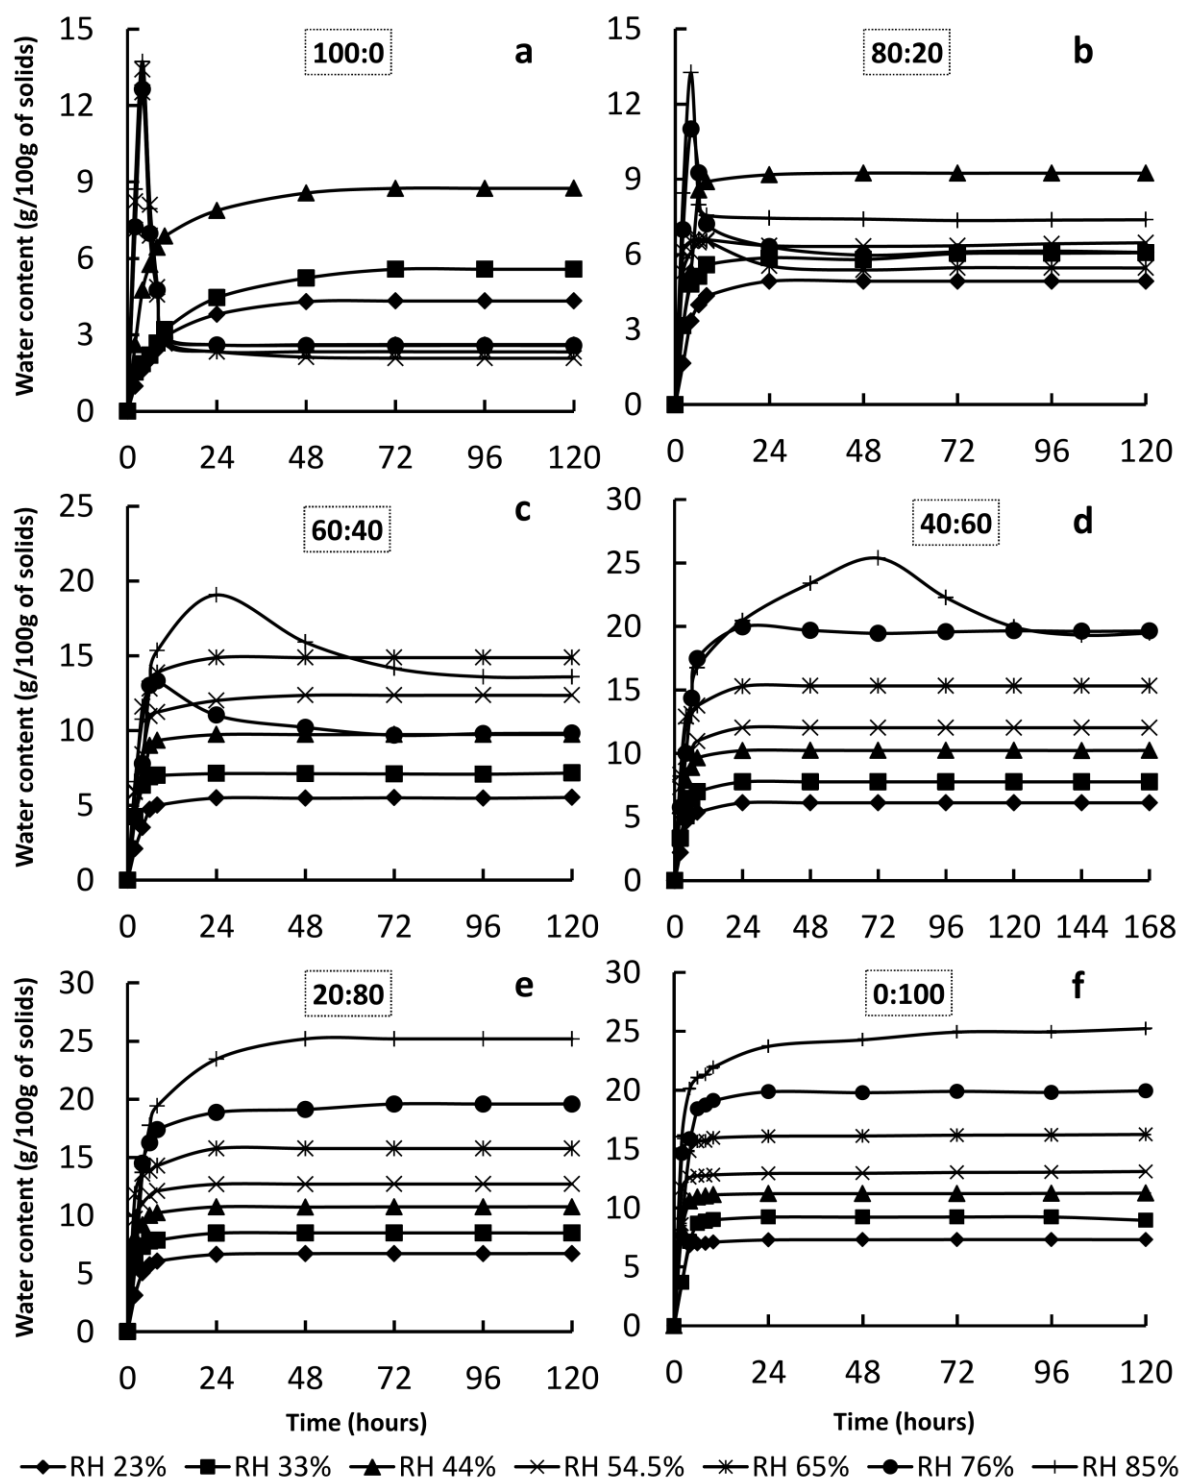 15
12
9
6
3
0
100:0
a
0 24 48 72 96 120
15
12
9
6
3
0
80:20
b
0 24 48 72 96 120
Water content (g/100g of solids)
25
20
15
10
5
0
60:40
c
0 24 48 72 96 120
30
25
20
15
10
5
0
40:60
d
0 24 48 72 96 120 144 168
Water content (g/100g of solids)
30
25
20
15
10
5
0
20:80
e
0 24 48 72 96 120
Time (hours)
30
25
20
15
10
5
0
0:100
f
0 24 48 72 96 120
Time (hours)
Water content (g/100g of solids)
RH 23% RH 33% RH 44% RH 54.5% RH 65% RH 76% RH 85%